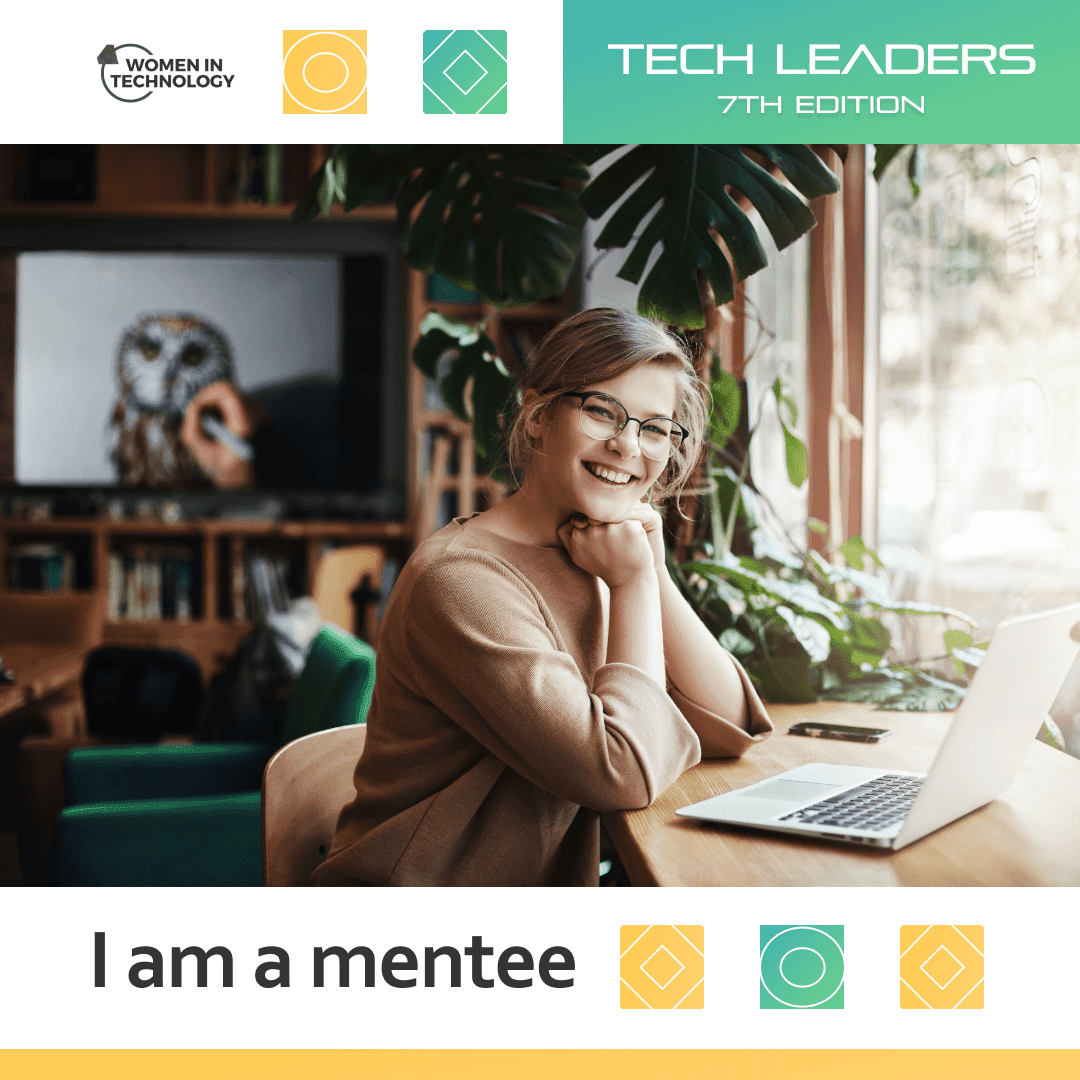 WOMEN IN
TECHNOLOGY
TECH LEADERS
7TH EDITION
I am a mentee